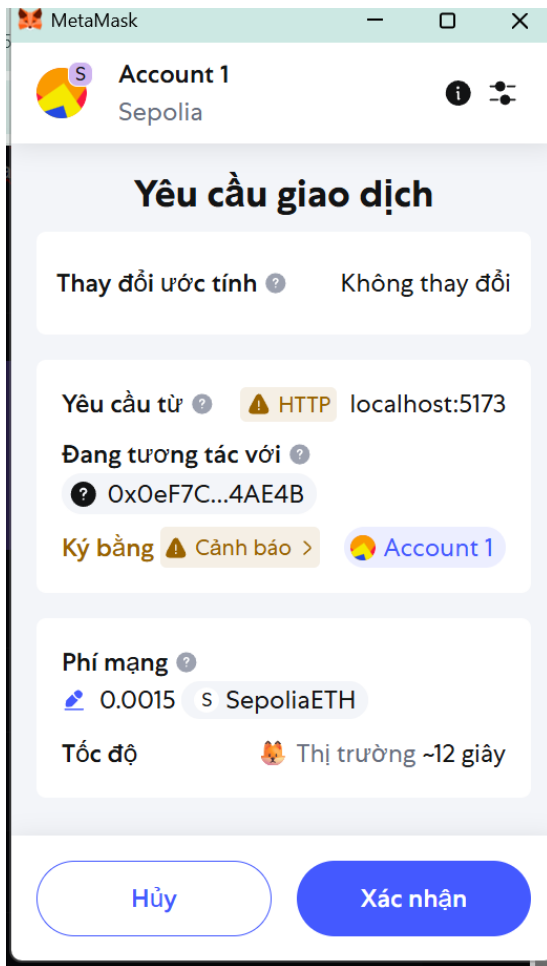 MetaMask
S
Account 1
Sepolia
Yêu cầu giao dịch
Thay đổi ước tính ? Không thay đổi
Yêu cầu từ ? HTTP localhost:5173
Đang tương tác với ?
? 0x0eF7C...4AE4B
Ký bằng Cảnh báo > Account 1
Phí mạng ?
0.0015 S SepoliaETH
Tốc độ Thị trường ~12 giây
Hủy Xác nhận